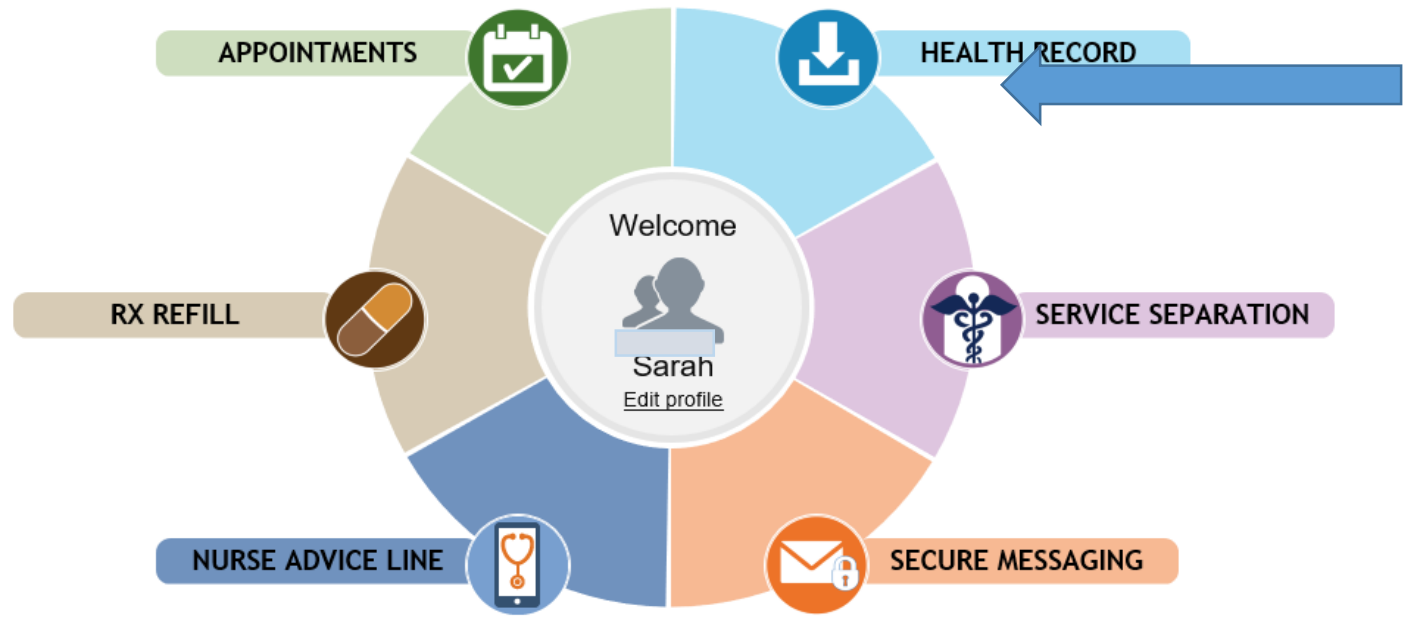 APPOINTMENTS
HEALTH RECORD
Welcome
Sarah
Edit profile
RX REFILL
SERVICE SEPARATION
NURSE ADVICE LINE
SECURE MESSAGING